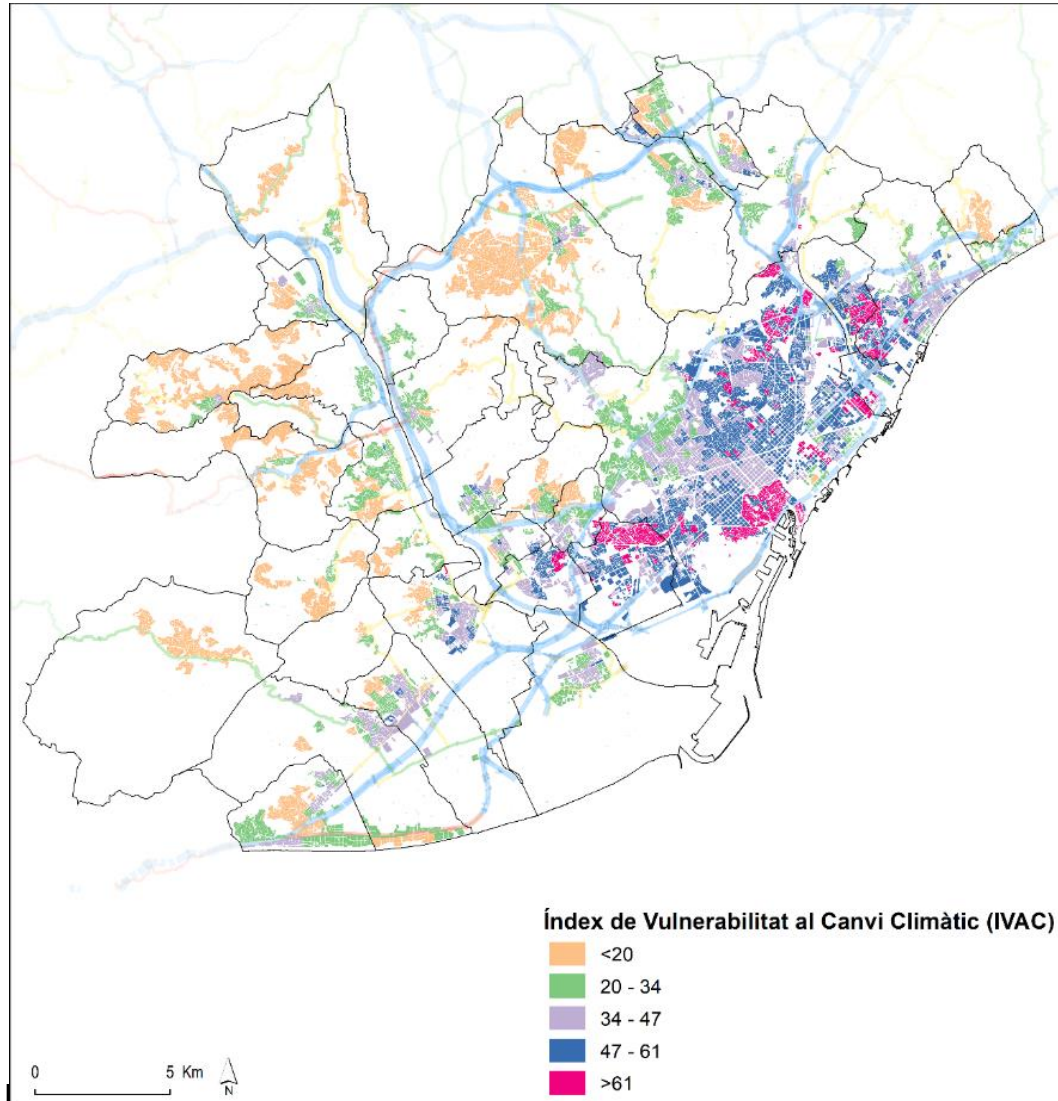 Índex de Vulnerabilitat al Canvi Climàtic (IVAC)
<20
20 - 34
34 - 47
47 - 61
>61
0 5 Km
N